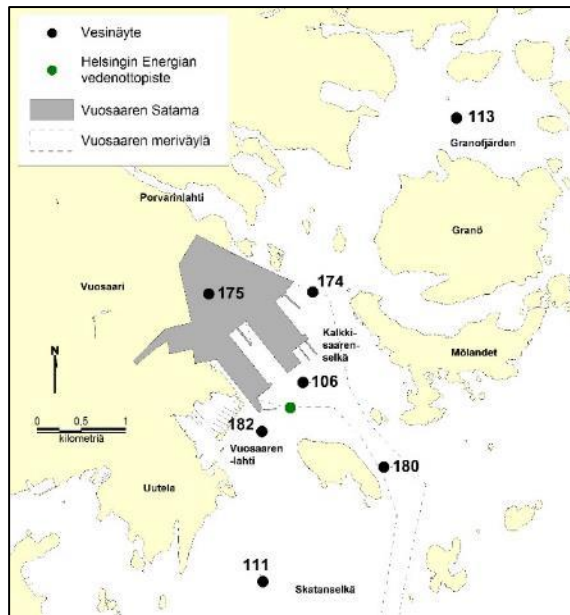 Vesinäyte
Helsingin Energian
vedenottopiste
Vuosaaren Satama
Vuosaaren meriväylä
113
Granofjärden
Porvarinlahti
Granö
Vuosaari
175
174
Kalkki-
saaren-
selkä
Mölandet
N
106
0 0,5 1
kilometriä
182
Vuosaaren
-lahti
180
Uutela
111
Skatanselkä